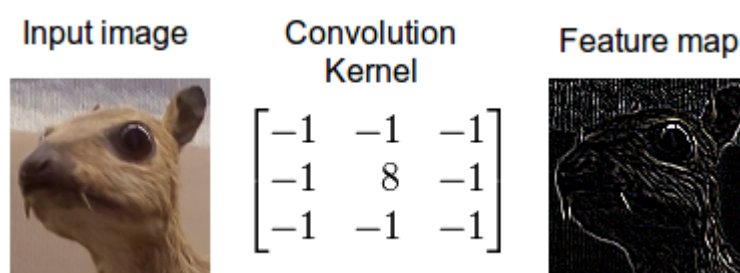 Input image
Convolution
Kernel
Feature map
−1 −1 −1
−1 8 −1
−1 −1 −1